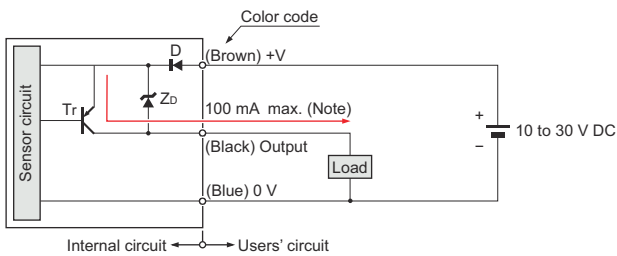 Color code
D
(Brown) +V
Sensor circuit
Tr
ZD
100 mA max. (Note)
+
10 to 30 V DC
−
(Black) Output
Load
(Blue) 0 V
Internal circuit
Users' circuit